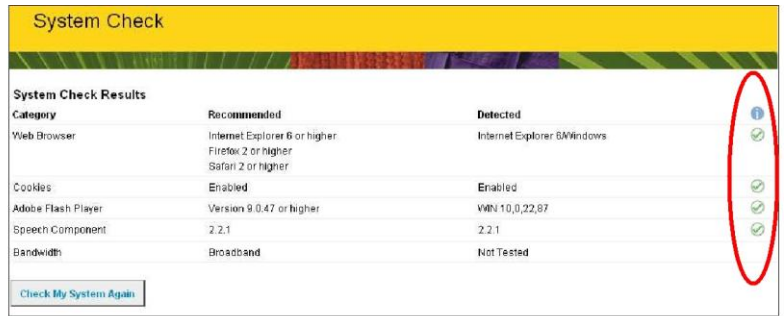 System Check
System Check Results
Category Recommended Detected
Web Browser Internet Explorer 6 or higher Internet Explorer 6/Windows
Firefox 2 or higher
Safari 2 or higher
Cookies Enabled Enabled
Adobe Flash Player Version 9.0.47 or higher WIN 10,0,22,87
Speech Component 2.2.1 2.2.1
Bandwidth Broadband Not Tested
Check My System Again